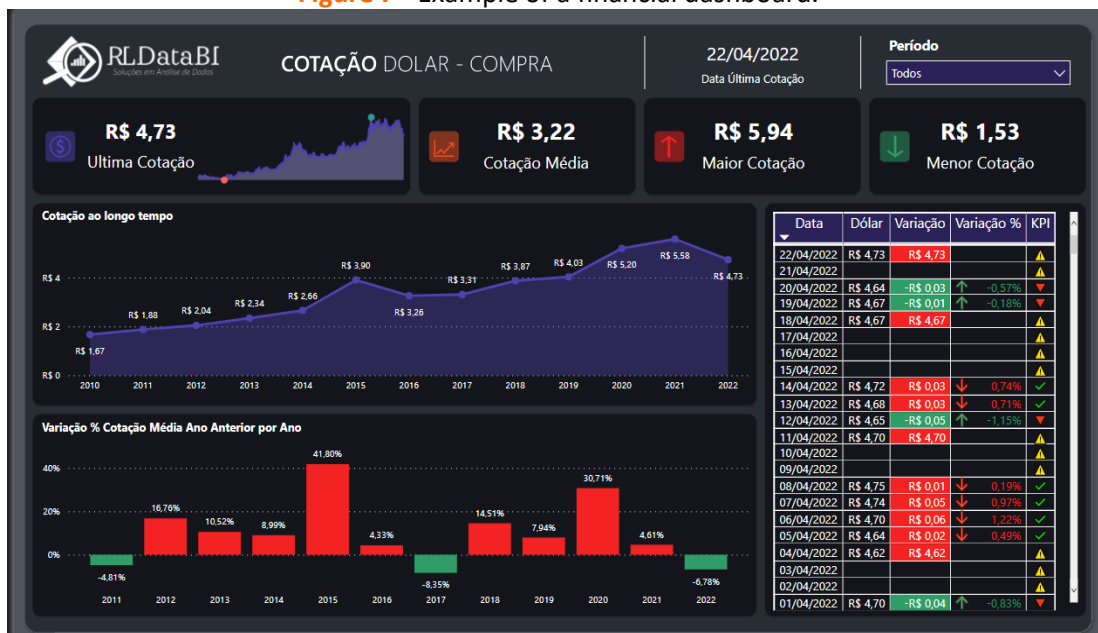 Figure 7 - Example of a financial dashboard.
RLDataBI
Soluções em Análise de Dados
COTAÇÃO DOLAR - COMPRA
22/04/2022
Data Última Cotação
Período
Todos
R$ 4,73
Ultima Cotação
R$ 3,22
Cotação Média
R$ 5,94
Maior Cotação
R$ 1,53
Menor Cotação
Cotação ao longo tempo
R$ 4
R$ 2
R$ 0
R$ 1,67
R$ 1,88
R$ 2,04
R$ 2,34
R$ 2,66
R$ 3,90
R$ 3,26
R$ 3,31
R$ 3,87
R$ 4,03
R$ 5,20
R$ 5,58
R$ 4,73
2010 2011 2012 2013 2014 2015 2016 2017 2018 2019 2020 2021 2022
Variação % Cotação Média Ano Anterior por Ano
40%
20%
0%
-4,81%
16,76%
10,52%
8,99%
41,80%
4,33%
-8,35%
14,51%
7,94%
30,71%
4,61%
-6,78%
2011 2012 2013 2014 2015 2016 2017 2018 2019 2020 2021 2022
Data Dólar Variação Variação % KPI
22/04/2022 R$ 4,73 R$ 4,73
21/04/2022
20/04/2022 R$ 4,64 -R$ 0,03 -0,57%
19/04/2022 R$ 4,67 -R$ 0,01 -0,18%
18/04/2022 R$ 4,67 R$ 4,67
17/04/2022
16/04/2022
15/04/2022
14/04/2022 R$ 4,72 R$ 0,03 0,74%
13/04/2022 R$ 4,68 R$ 0,03 0,71%
12/04/2022 R$ 4,65 -R$ 0,05 -1,15%
11/04/2022 R$ 4,70 R$ 4,70
10/04/2022
09/04/2022
08/04/2022 R$ 4,75 R$ 0,01 0,19%
07/04/2022 R$ 4,74 R$ 0,05 0,97%
06/04/2022 R$ 4,70 R$ 0,06 1,22%
05/04/2022 R$ 4,64 R$ 0,02 0,49%
04/04/2022 R$ 4,62 R$ 4,62
03/04/2022
02/04/2022
01/04/2022 R$ 4,70 -R$ 0,04 -0,83%